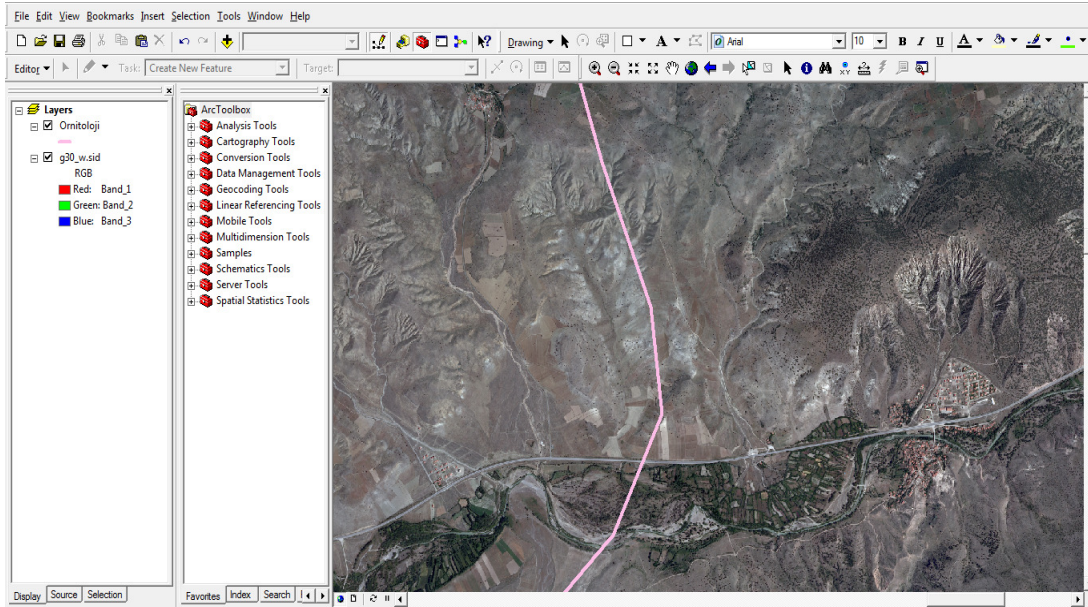 File Edit View Bookmarks Insert Selection Tools Window Help
Drawing A Arial 10 B I U A
Editor Task: Create New Feature Target:
Layers
Ornitoloji
g30_w.sid
RGB
Red: Band_1
Green: Band_2
Blue: Band_3
Display Source Selection
ArcToolbox
Analysis Tools
Cartography Tools
Conversion Tools
Data Management Tools
Geocoding Tools
Linear Referencing Tools
Mobile Tools
Multidimension Tools
Samples
Schematics Tools
Server Tools
Spatial Statistics Tools
Favorites Index Search